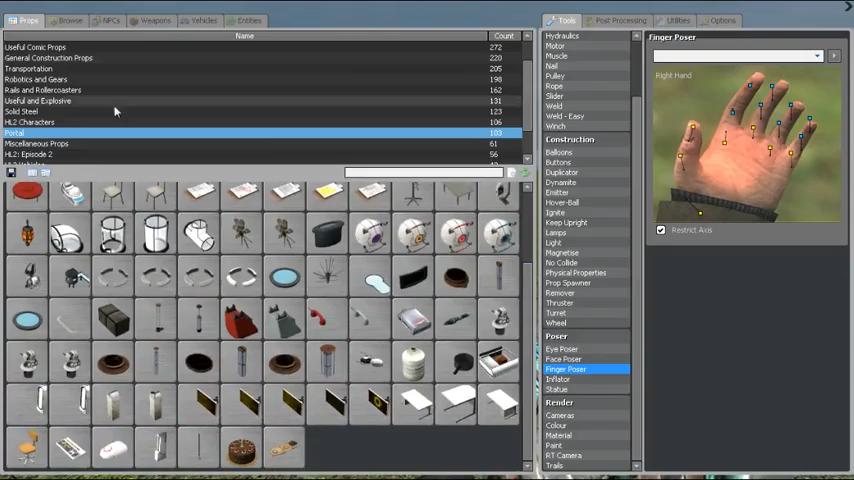 Props
Browse
NPCs
Weapons
Vehicles
Entities
Name
Count
Useful Comic Props 272
General Construction Props 220
Transportation 205
Robotics and Gears 198
Rails and Rollercoasters 162
Useful and Explosive 131
Solid Steel 123
HL2 Characters 106
Portal 103
Miscellaneous Props 61
HL2: Episode 2 56
Tools
Post Processing
Utilities
Options
Hydraulics
Motor
Muscle
Nail
Pulley
Rope
Slider
Weld
Weld - Easy
Winch
Construction
Balloons
Buttons
Duplicator
Dynamite
Emitter
Hover-Ball
Ignite
Keep Upright
Lamps
Light
Magnetise
No Collide
Physical Properties
Prop Spawner
Remover
Thruster
Turret
Wheel
Poser
Eye Poser
Face Poser
Finger Poser
Inflator
Statue
Render
Cameras
Colour
Material
Paint
RT Camera
Trails
Finger Poser
Right Hand
Restrict Axis